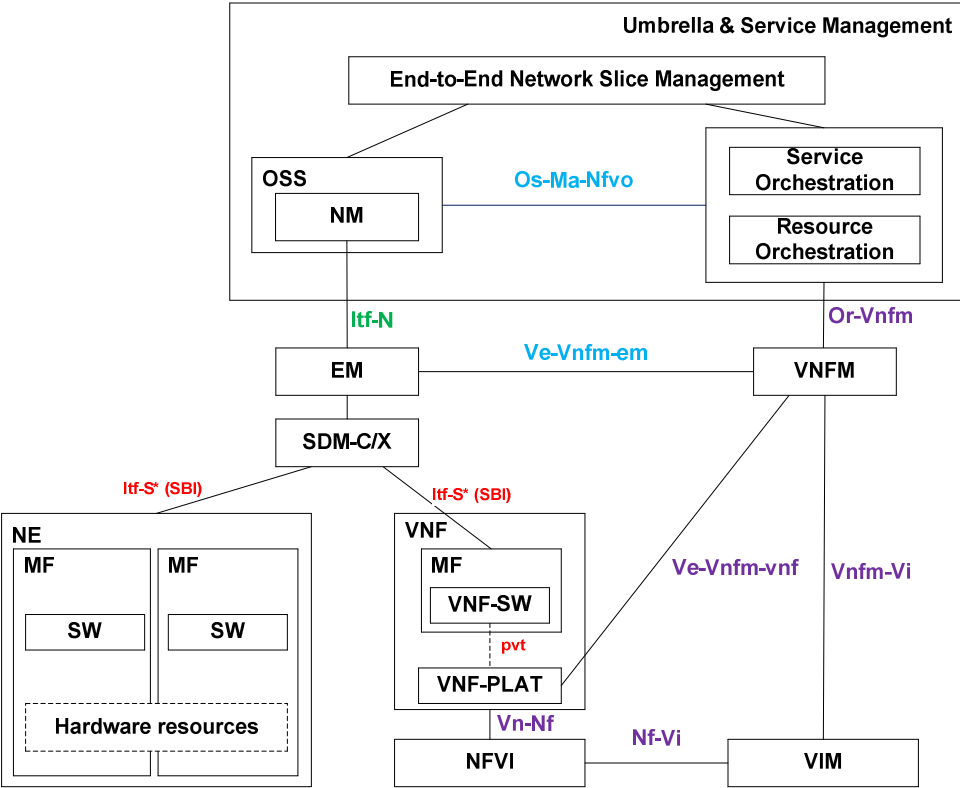 Umbrella & Service Management
End-to-End Network Slice Management
OSS
NM
Os-Ma-Nfvo
Service
Orchestration
Resource
Orchestration
Itf-N
Or-Vnfm
EM
Ve-Vnfm-em
VNFM
SDM-C/X
Itf-S* (SBI)
Itf-S* (SBI)
NE
MF
MF
SW
SW
Hardware resources
VNF
MF
VNF-SW
pvt
VNF-PLAT
Ve-Vnfm-vnf
Vnfm-Vi
Vn-Nf
NFVI
Nf-Vi
VIM